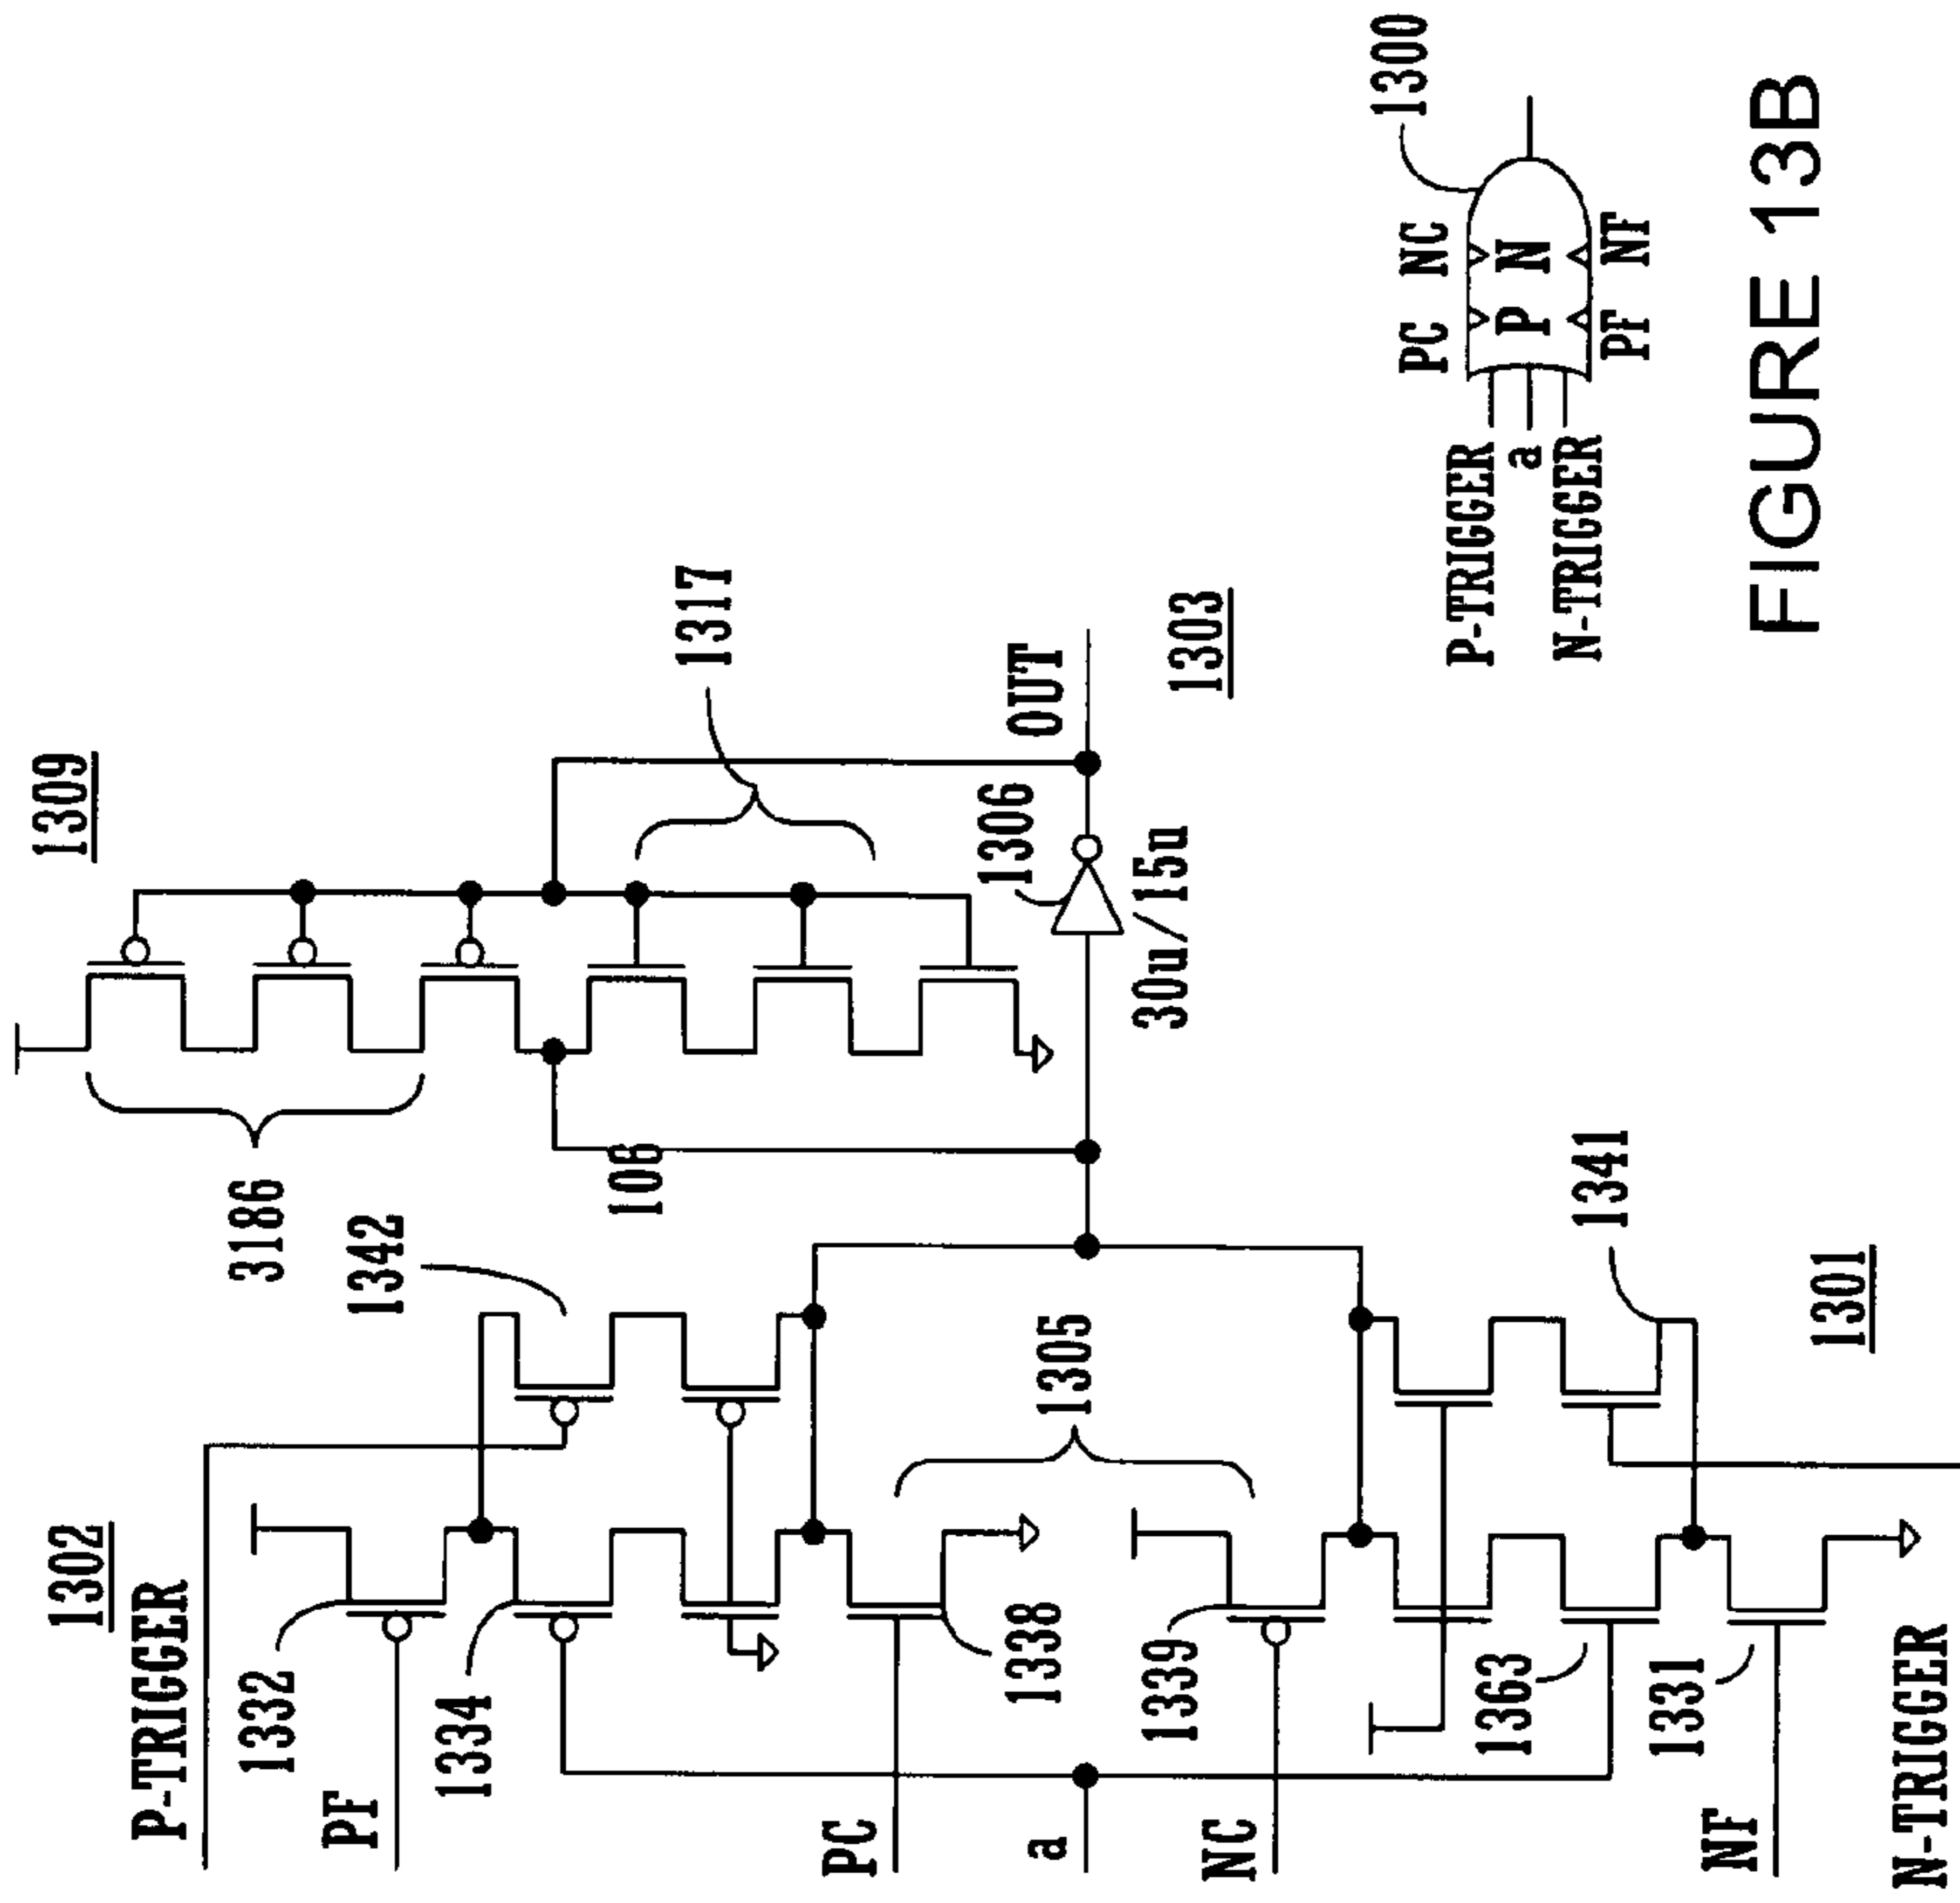 1302
P-TRIGGER
1332
PF
1334
1342
3186
1309
106
1317
PC
1338
1305
a
OUT
1306
30u/15u
1303
NC
1339
1363
1331
NF
N-TRIGGER
1341
1301
1300
PC NC
P N
PF NF
P-TRIGGER
a
N-TRIGGER
FIGURE 13B